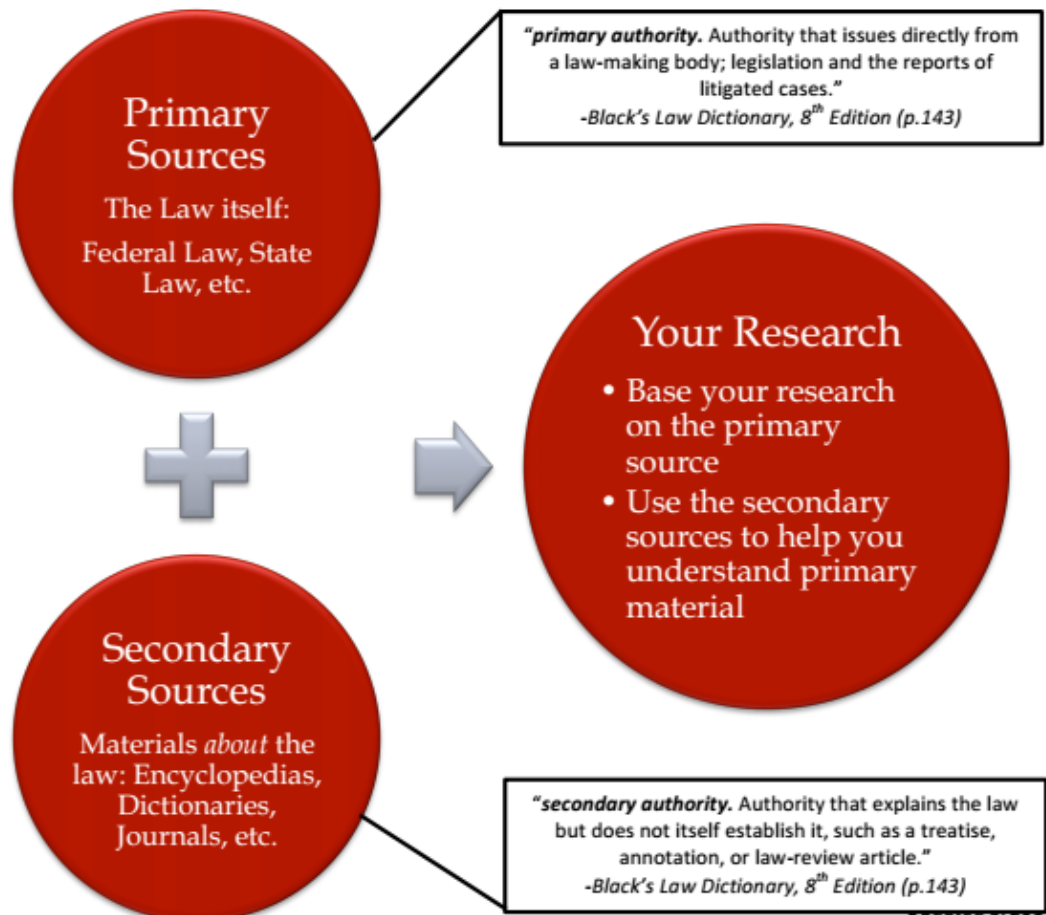 Primary
Sources
The Law itself:
Federal Law, State
Law, etc.
“primary authority. Authority that issues directly from
a law-making body; legislation and the reports of
litigated cases.”
-Black’s Law Dictionary, 8th Edition (p.143)
Your Research
• Base your research
on the primary
source
• Use the secondary
sources to help you
understand primary
material
Secondary
Sources
Materials about the
law: Encyclopedias,
Dictionaries,
Journals, etc.
“secondary authority. Authority that explains the law
but does not itself establish it, such as a treatise,
annotation, or law-review article.”
-Black’s Law Dictionary, 8th Edition (p.143)